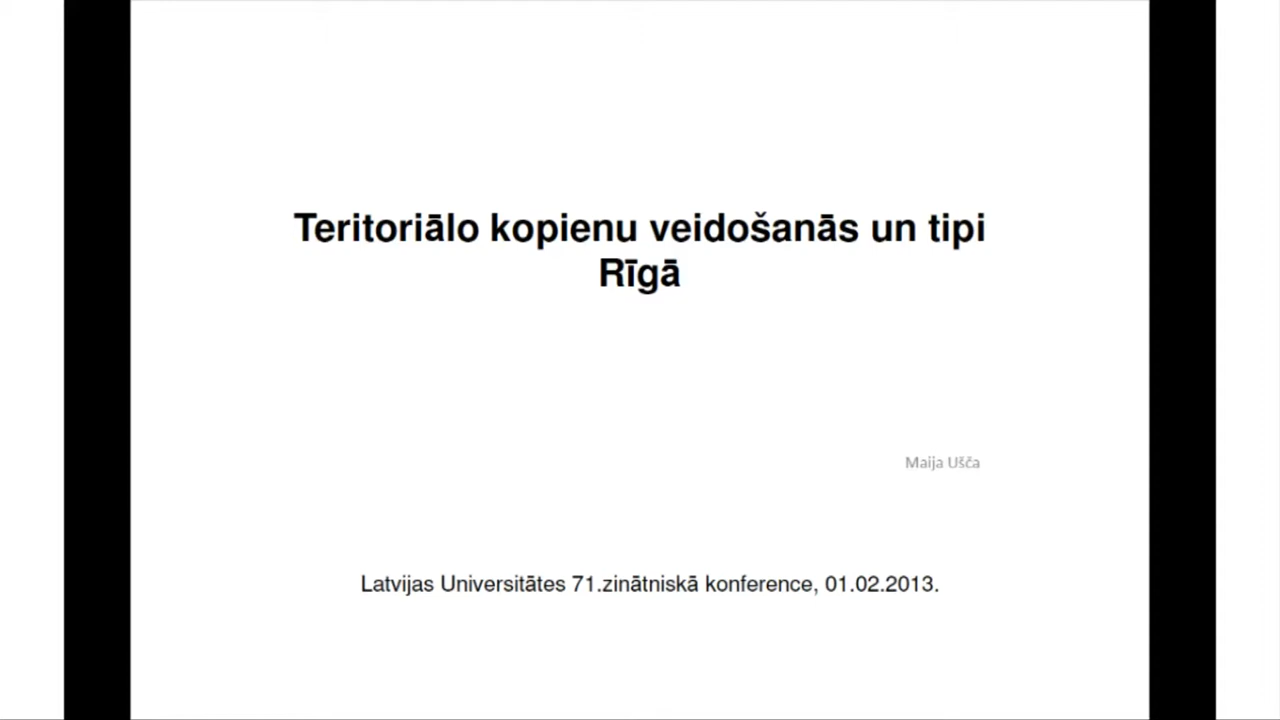 Teritoriālo kopienu veidošanās un tipi
Rīgā
Maija Ušča
Latvijas Universitātes 71.zinātniskā konference, 01.02.2013.